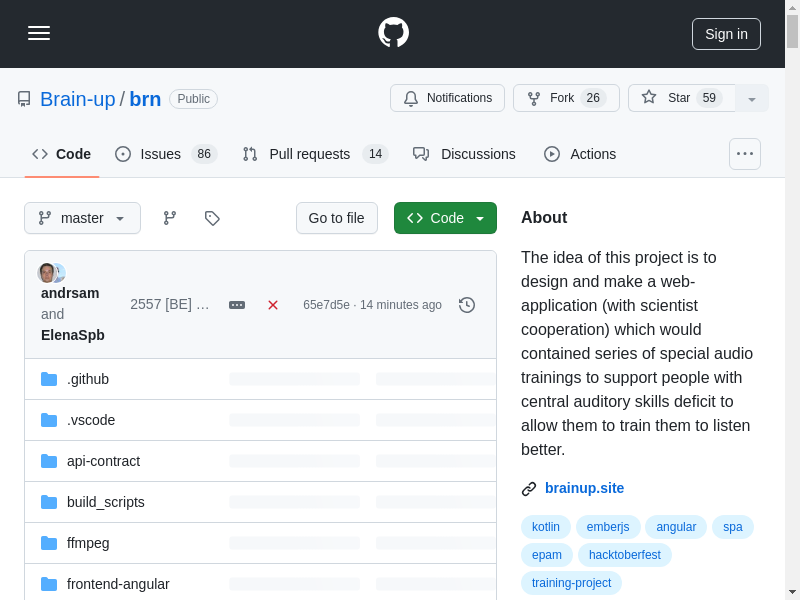 Sign in
Brain-up / brn Public
Notifications Fork 26 Star 59
Code Issues 86 Pull requests 14 Discussions Actions
master Go to file Code
andrsam
and
ElenaSpb
2557 [BE] … 65e7d5e · 14 minutes ago
.github
.vscode
api-contract
build_scripts
ffmpeg
frontend-angular
About
The idea of this project is to
design and make a web-
application (with scientist
cooperation) which would
contained series of special audio
trainings to support people with
central auditory skills deficit to
allow them to train them to listen
better.
brainup.site
kotlin emberjs angular spa
epam hacktoberfest
training-project